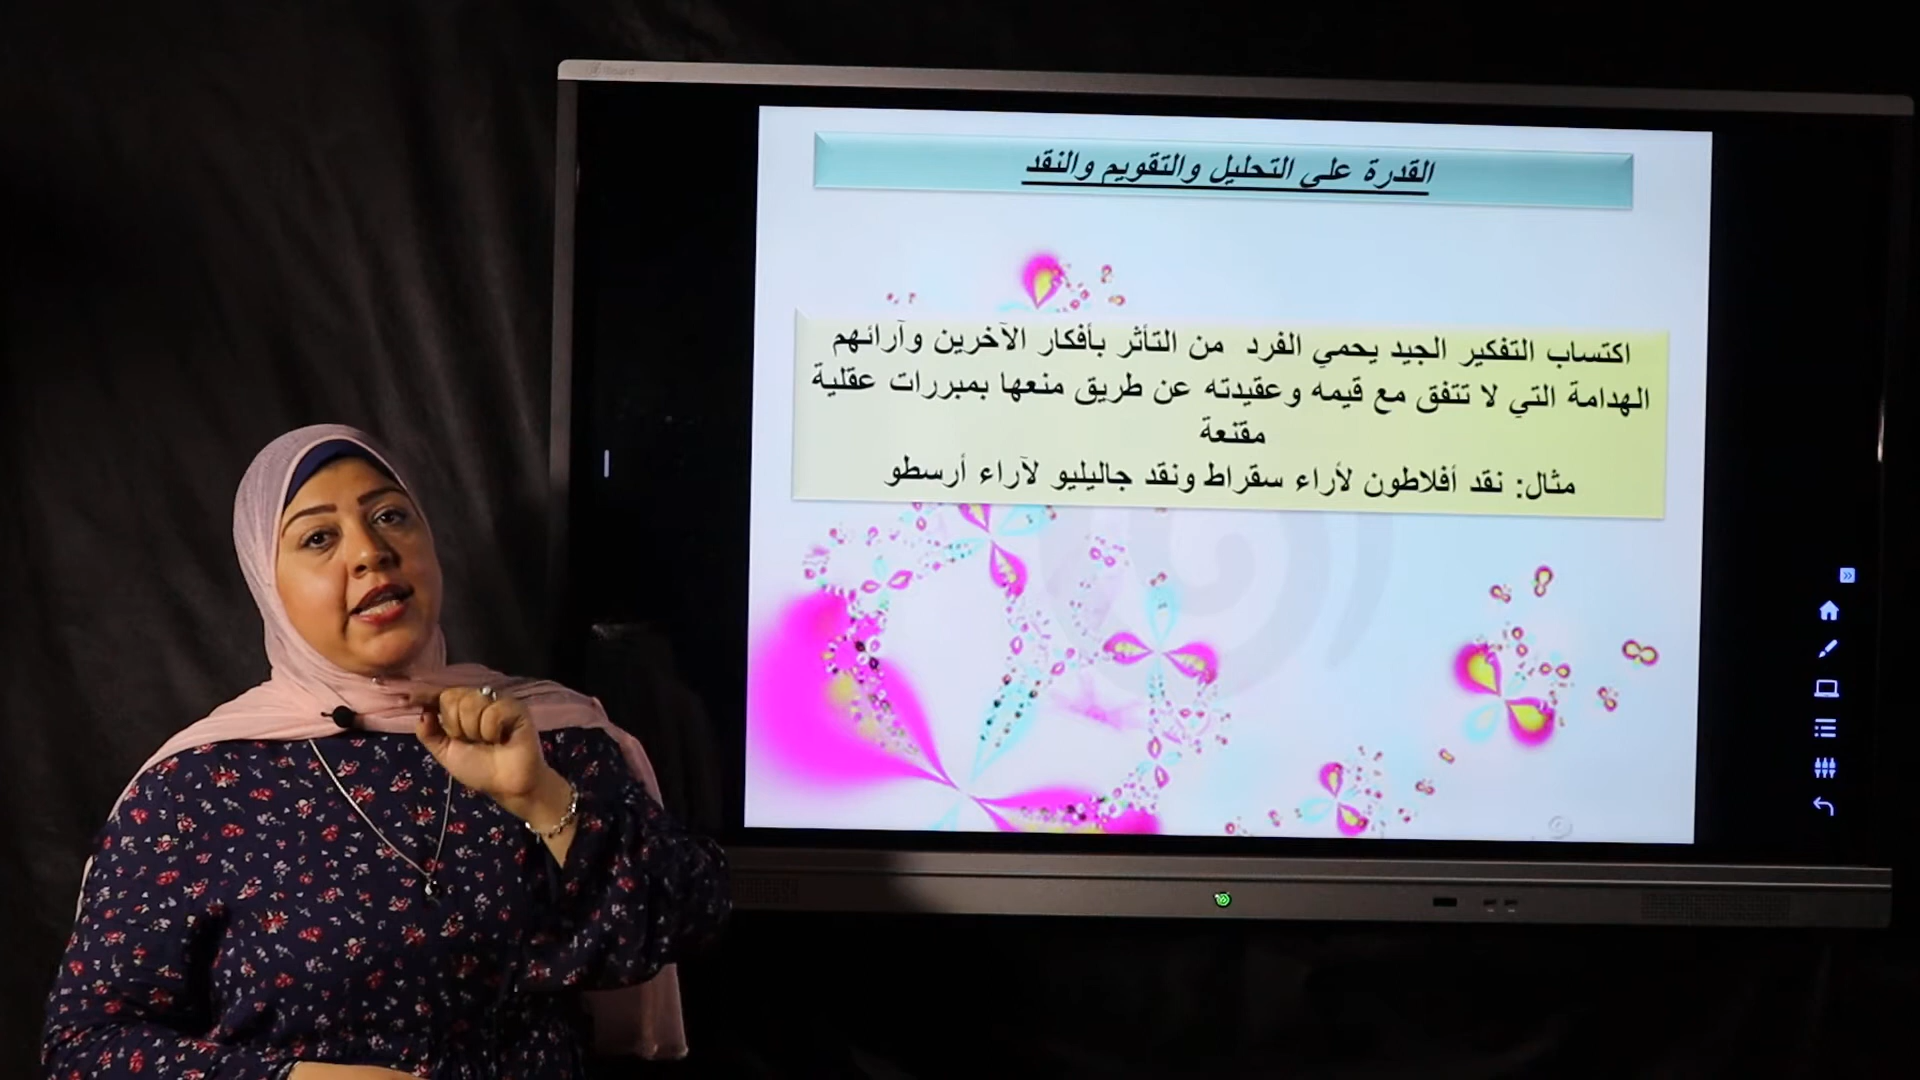 القدرة علي التحليل والتقويم والنقد
اكتساب التفكير الجيد يحمي الفرد من التأثر بأفكار الآخرين وآرائهم
الهدامة التي لا تتفق مع قيمه وعقيدته عن طريق منعها بمبررات عقلية
مقنعة
مثال: نقد أفلاطون لأراء سقراط ونقد جاليليو لآراء أرسطو